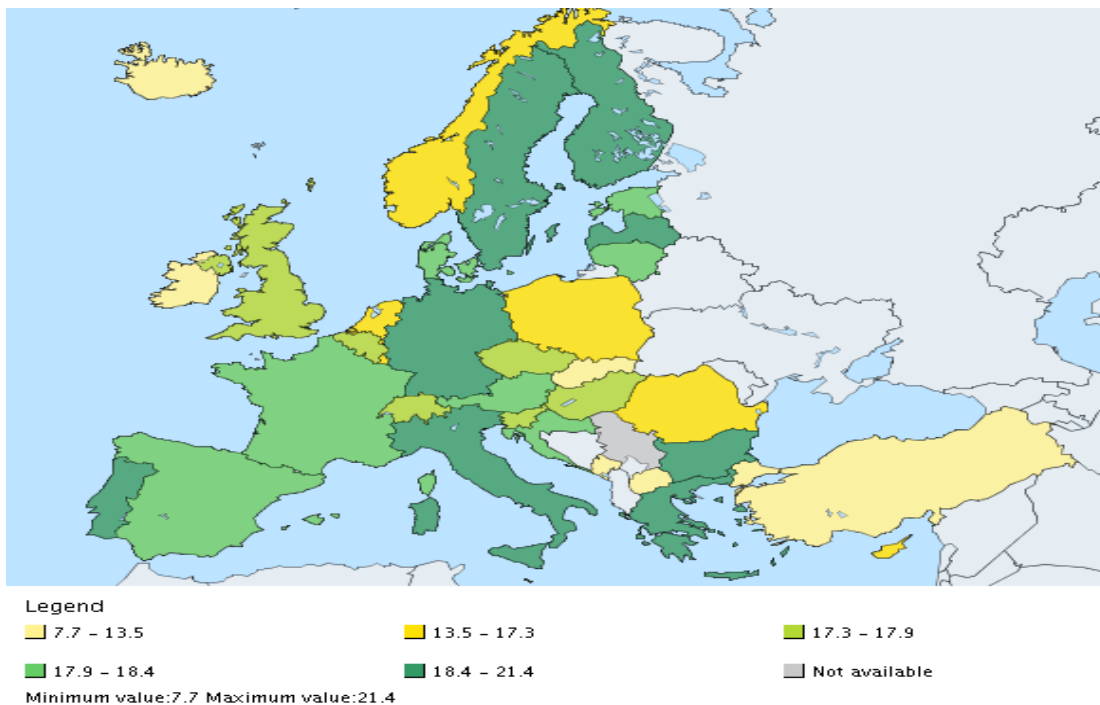 Legend
7.7 - 13.5 13.5 - 17.3 17.3 - 17.9
17.9 - 18.4 18.4 - 21.4 Not available
Minimum value:7.7 Maximum value:21.4